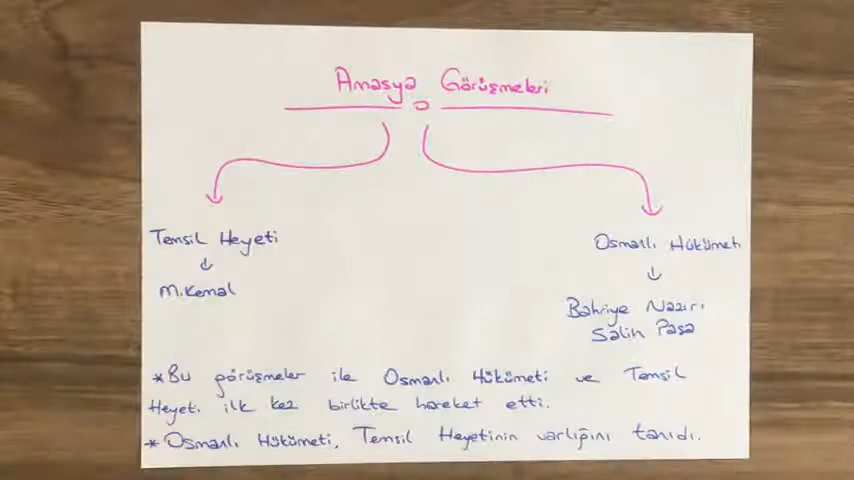 Amasya Görüşmeleri
Temsil Heyeti
Osmanlı Hükümeti
M.Kemal
Bahriye Nazırı
Salih Paşa
*Bu görüşmeler ile Osmanlı Hükümeti ve Temsil
Heyeti ilk kez birlikte hareket etti.
*Osmanlı Hükümeti, Temsil Heyetinin varlığını tanıdı.